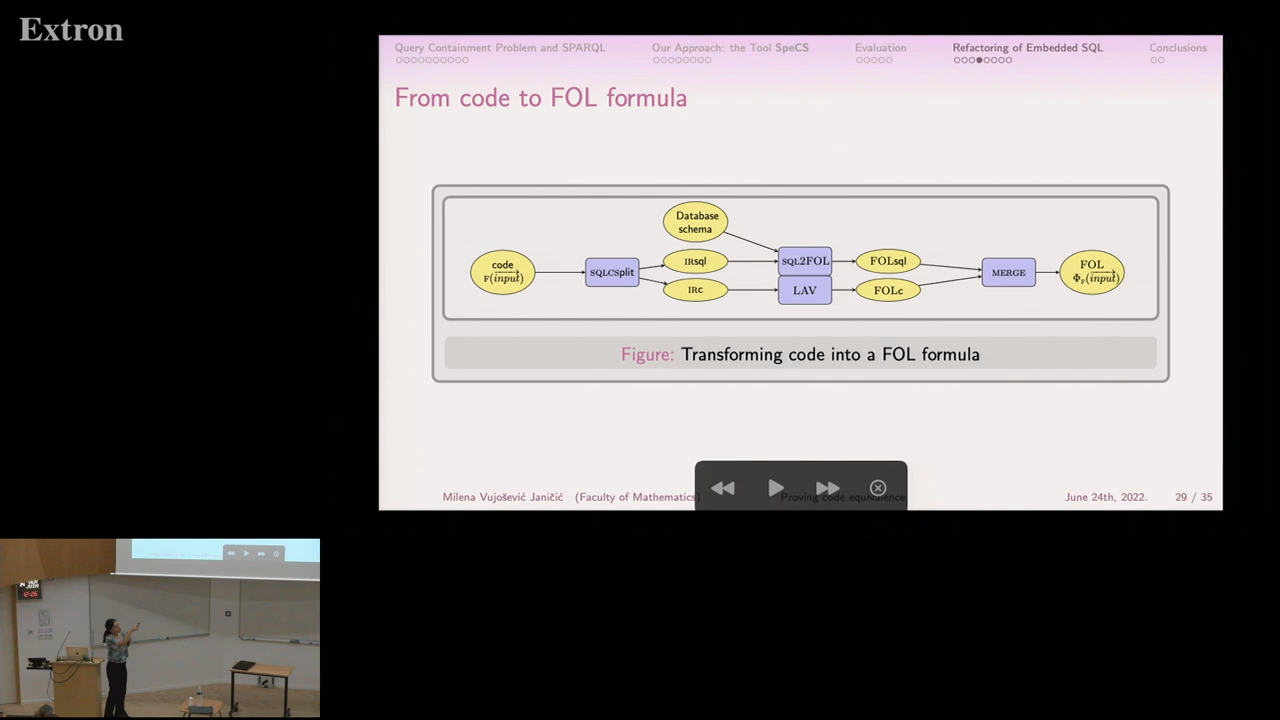 Extron
Query Containment Problem and SPARQL Our Approach: the Tool SpeCS Evaluation Refactoring of Embedded SQL Conclusions
From code to FOL formula
Database
schema
code
F(input)
SQLCSplit
IRsql
IRc
SQL2FOL
LAV
FOLsql
FOLc
MERGE
FOL
Φ_F(input)
Figure: Transforming code into a FOL formula
Milena Vujošević Janičić (Faculty of Mathematics) Proving code equivalence June 24th, 2022. 29 / 35
12:26